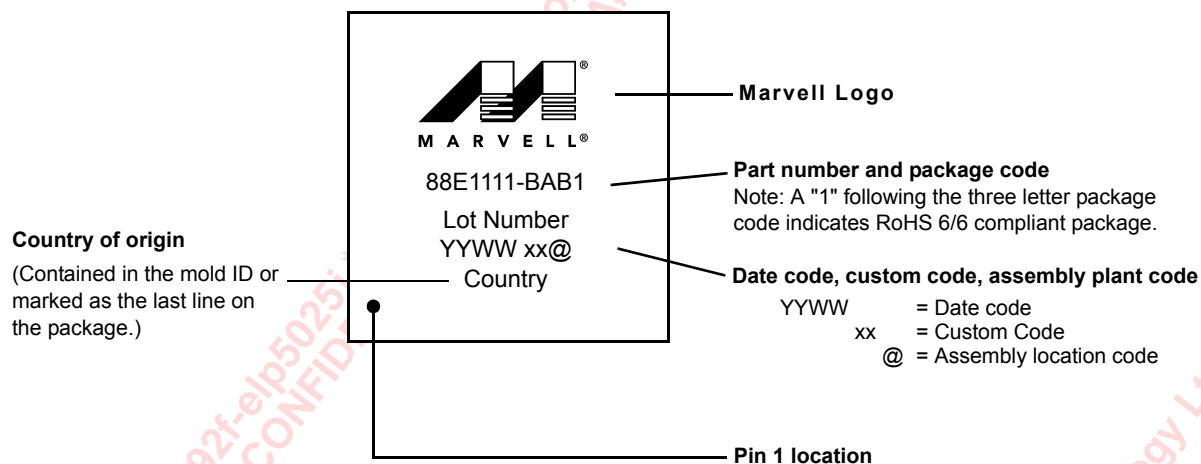 MARVELL®
®
88E1111-BAB1
Lot Number
YYWW xx@
Country
Marvell Logo
Part number and package code
Note: A "1" following the three letter package
code indicates RoHS 6/6 compliant package.
Country of origin
(Contained in the mold ID or
marked as the last line on
the package.)
Date code, custom code, assembly plant code
YYWW = Date code
xx = Custom Code
@ = Assembly location code
Pin 1 location